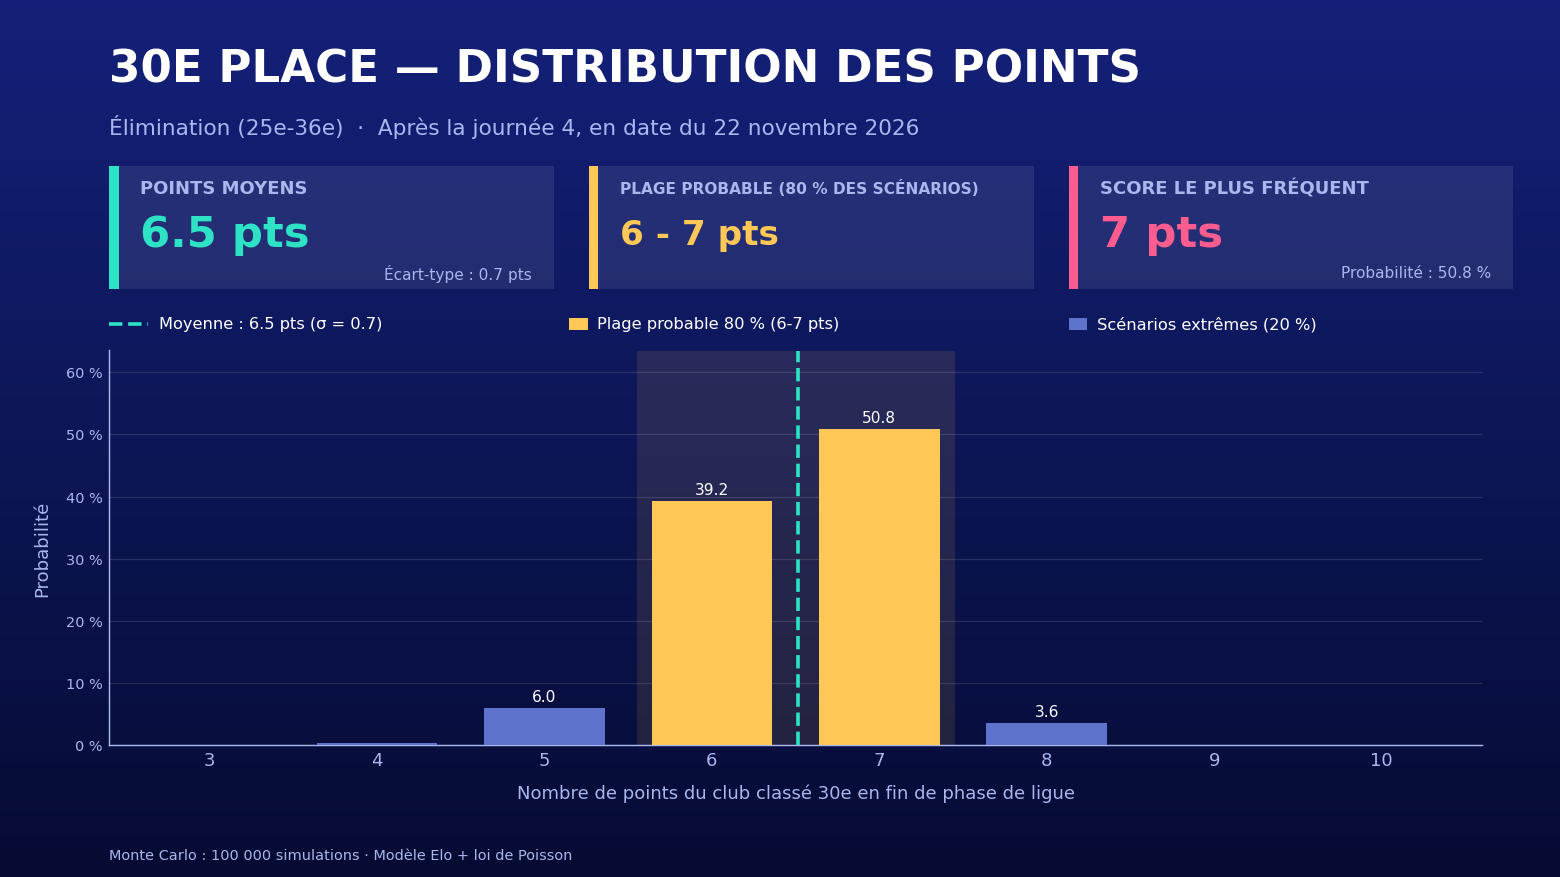 30E PLACE — DISTRIBUTION DES POINTS
Élimination (25e-36e)  ·  Après la journée 4, en date du 22 novembre 2026
POINTS MOYENS
6.5 pts
Écart-type : 0.7 pts
PLAGE PROBABLE (80 % DES SCÉNARIOS)
6 - 7 pts
SCORE LE PLUS FRÉQUENT
7 pts
Probabilité : 50.8 %
Moyenne : 6.5 pts (σ = 0.7)
Plage probable 80 % (6-7 pts)
Scénarios extrêmes (20 %)
Probabilité
60 %
50 %
40 %
30 %
20 %
10 %
0 %
6.0
39.2
50.8
3.6
3 4 5 6 7 8 9 10
Nombre de points du club classé 30e en fin de phase de ligue
Monte Carlo : 100 000 simulations · Modèle Elo + loi de Poisson